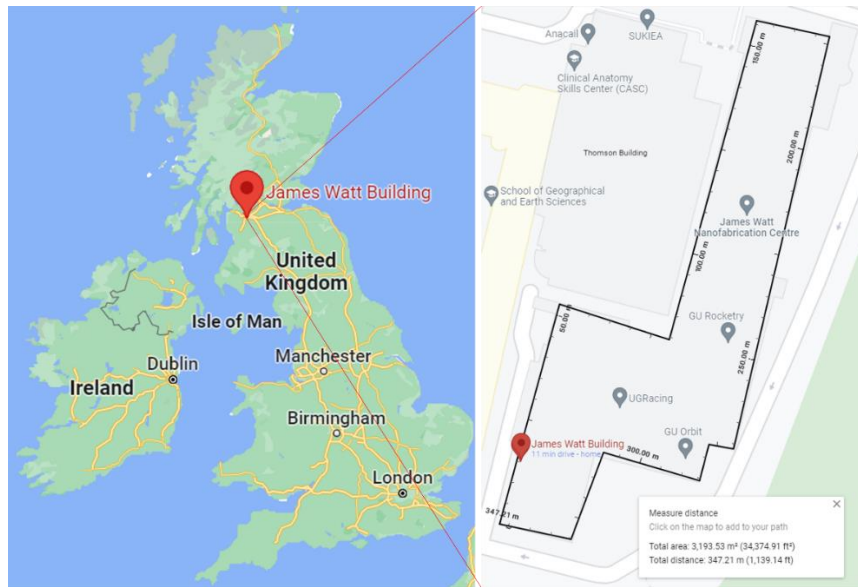 James Watt Building
United
Kingdom
Isle of Man
Dublin
Ireland
Manchester
Birmingham
London
Anacail
SUKIEA
Clinical Anatomy
Skills Center (CASC)
Thomson Building
School of Geographical
and Earth Sciences
James Watt
Nanofabrication Centre
GU Rocketry
UGRacing
GU Orbit
James Watt Building
11 min drive - home
50.00 m
100.00 m
150.00 m
200.00 m
250.00 m
300.00 m
347.21 m
Measure distance
Click on the map to add to your path
Total area: 3,193.53 m² (34,374.91 ft²)
Total distance: 347.21 m (1,139.14 ft)